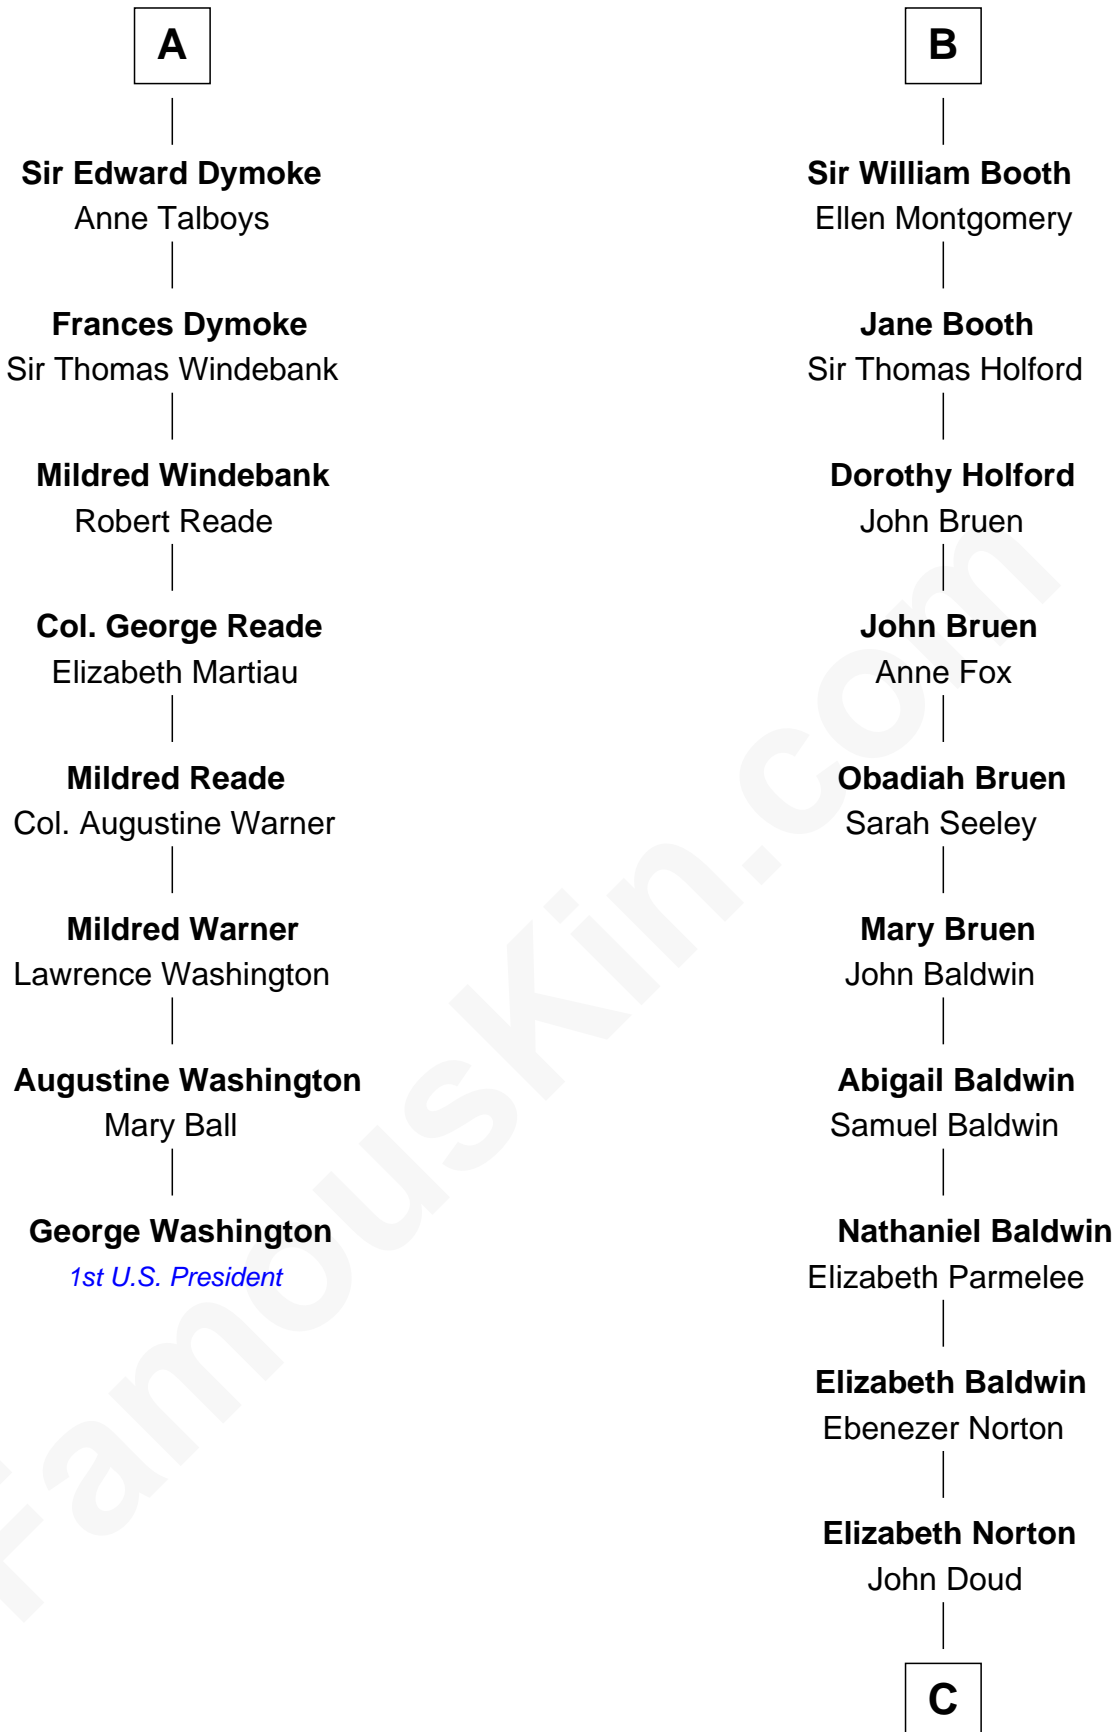 A
Sir Edward Dymoke
Anne Talboys
Frances Dymoke
Sir Thomas Windebank
Mildred Windebank
Robert Reade
Col. George Reade
Elizabeth Martiau
Mildred Reade
Col. Augustine Warner
Mildred Warner
Lawrence Washington
Augustine Washington
Mary Ball
George Washington
1st U.S. President
B
Sir William Booth
Ellen Montgomery
Jane Booth
Sir Thomas Holford
Dorothy Holford
John Bruen
John Bruen
Anne Fox
Obadiah Bruen
Sarah Seeley
Mary Bruen
John Baldwin
Abigail Baldwin
Samuel Baldwin
Nathaniel Baldwin
Elizabeth Parmelee
Elizabeth Baldwin
Ebenezer Norton
Elizabeth Norton
John Doud
C
FamousKin.com